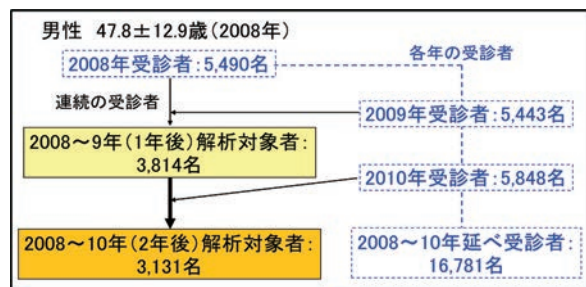 男性 47.8±12.9歳(2008年)
2008年受診者:5,490名
各年の受診者
連続の受診者
2009年受診者:5,443名
2008～9年(1年後)解析対象者:
3,814名
2010年受診者:5,848名
2008～10年(2年後)解析対象者:
3,131名
2008～10年延べ受診者:
16,781名